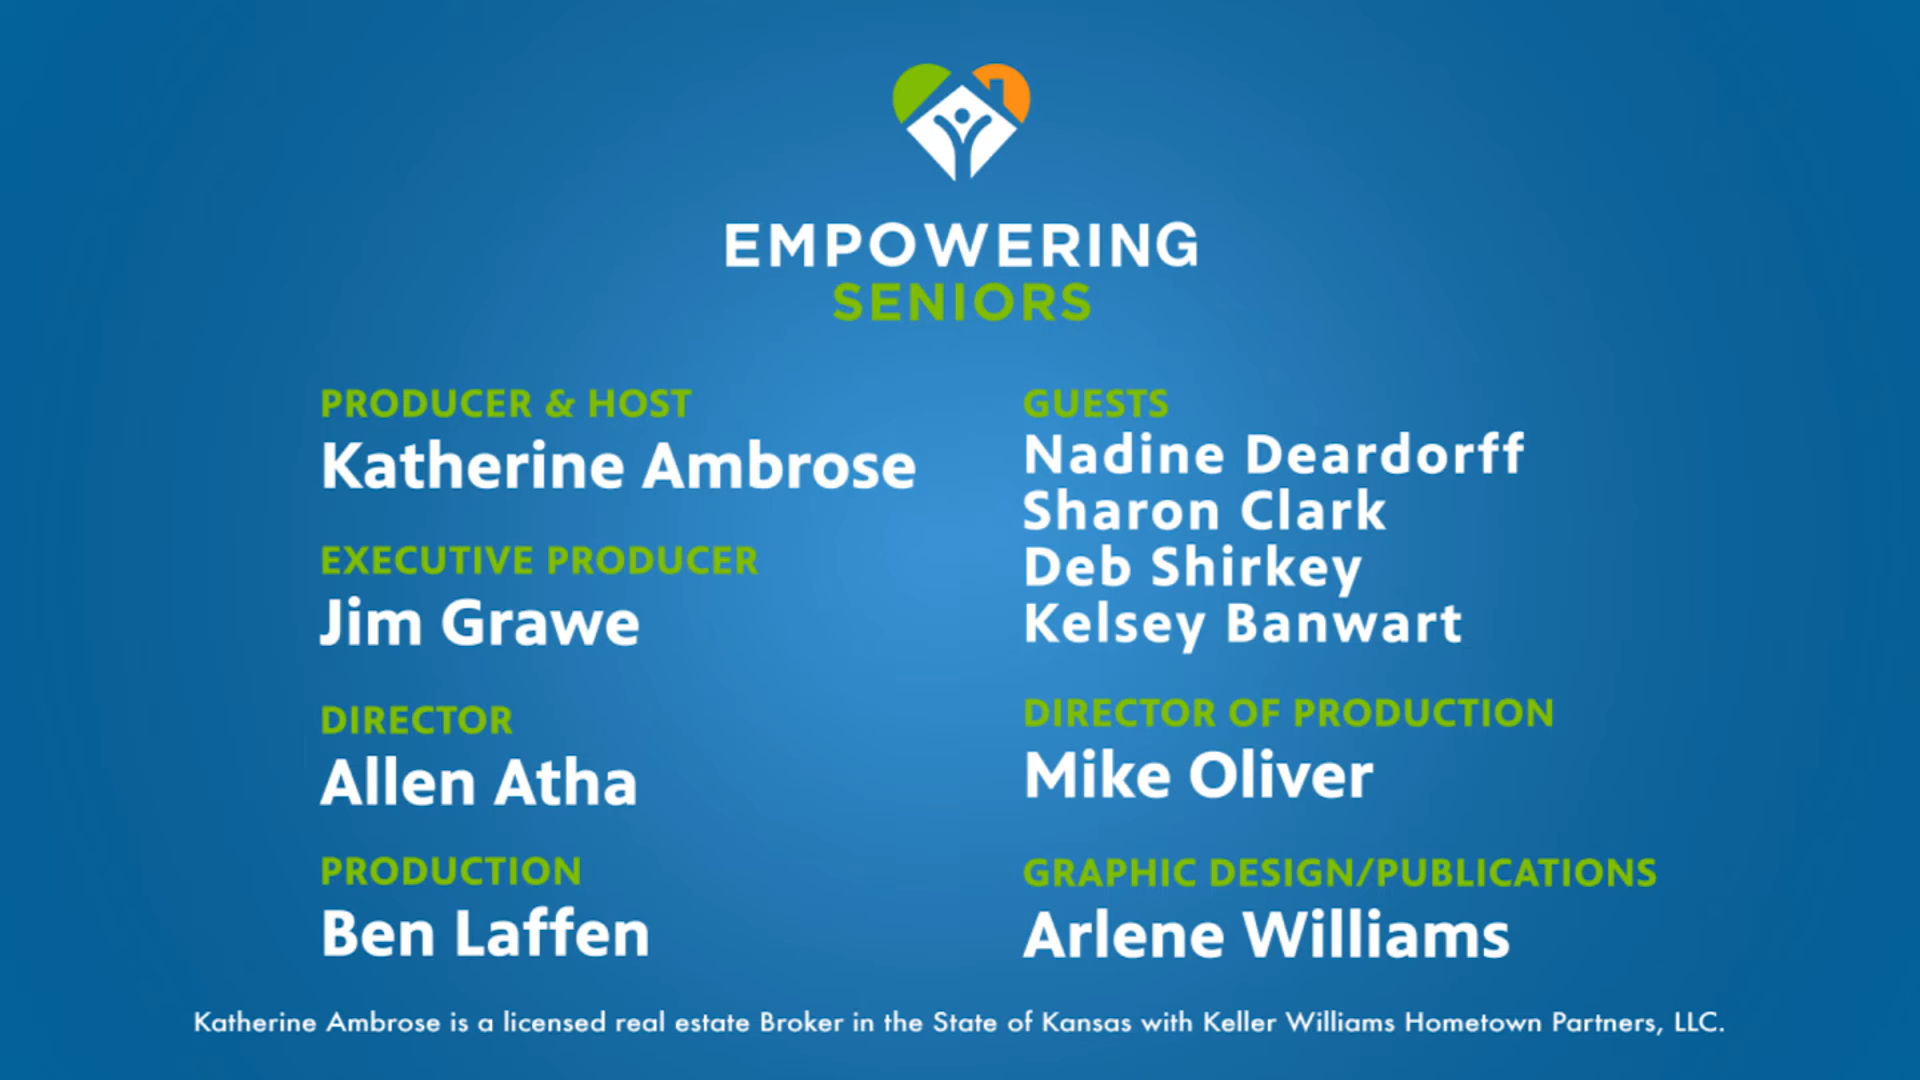 EMPOWERING
SENIORS
PRODUCER & HOST
Katherine Ambrose
EXECUTIVE PRODUCER
Jim Grawe
DIRECTOR
Allen Atha
PRODUCTION
Ben Laffen
GUESTS
Nadine Deardorff
Sharon Clark
Deb Shirkey
Kelsey Banwart
DIRECTOR OF PRODUCTION
Mike Oliver
GRAPHIC DESIGN/PUBLICATIONS
Arlene Williams
Katherine Ambrose is a licensed real estate Broker in the State of Kansas with Keller Williams Hometown Partners, LLC.